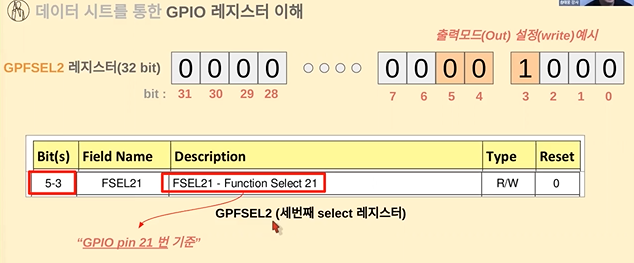 데이터 시트를 통한 GPIO 레지스터 이해
출력모드(Out) 설정(write)예시
GPFSEL2 레지스터(32 bit) 0 0 0 0 0 0 0 0 1 0 0 0
bit : 31 30 29 28 7 6 5 4 3 2 1 0
Bit(s) Field Name Description Type Reset
5-3 FSEL21 FSEL21 - Function Select 21 R/W 0
GPFSEL2 (세번째 select 레지스터)
“GPIO pin 21 번 기준”